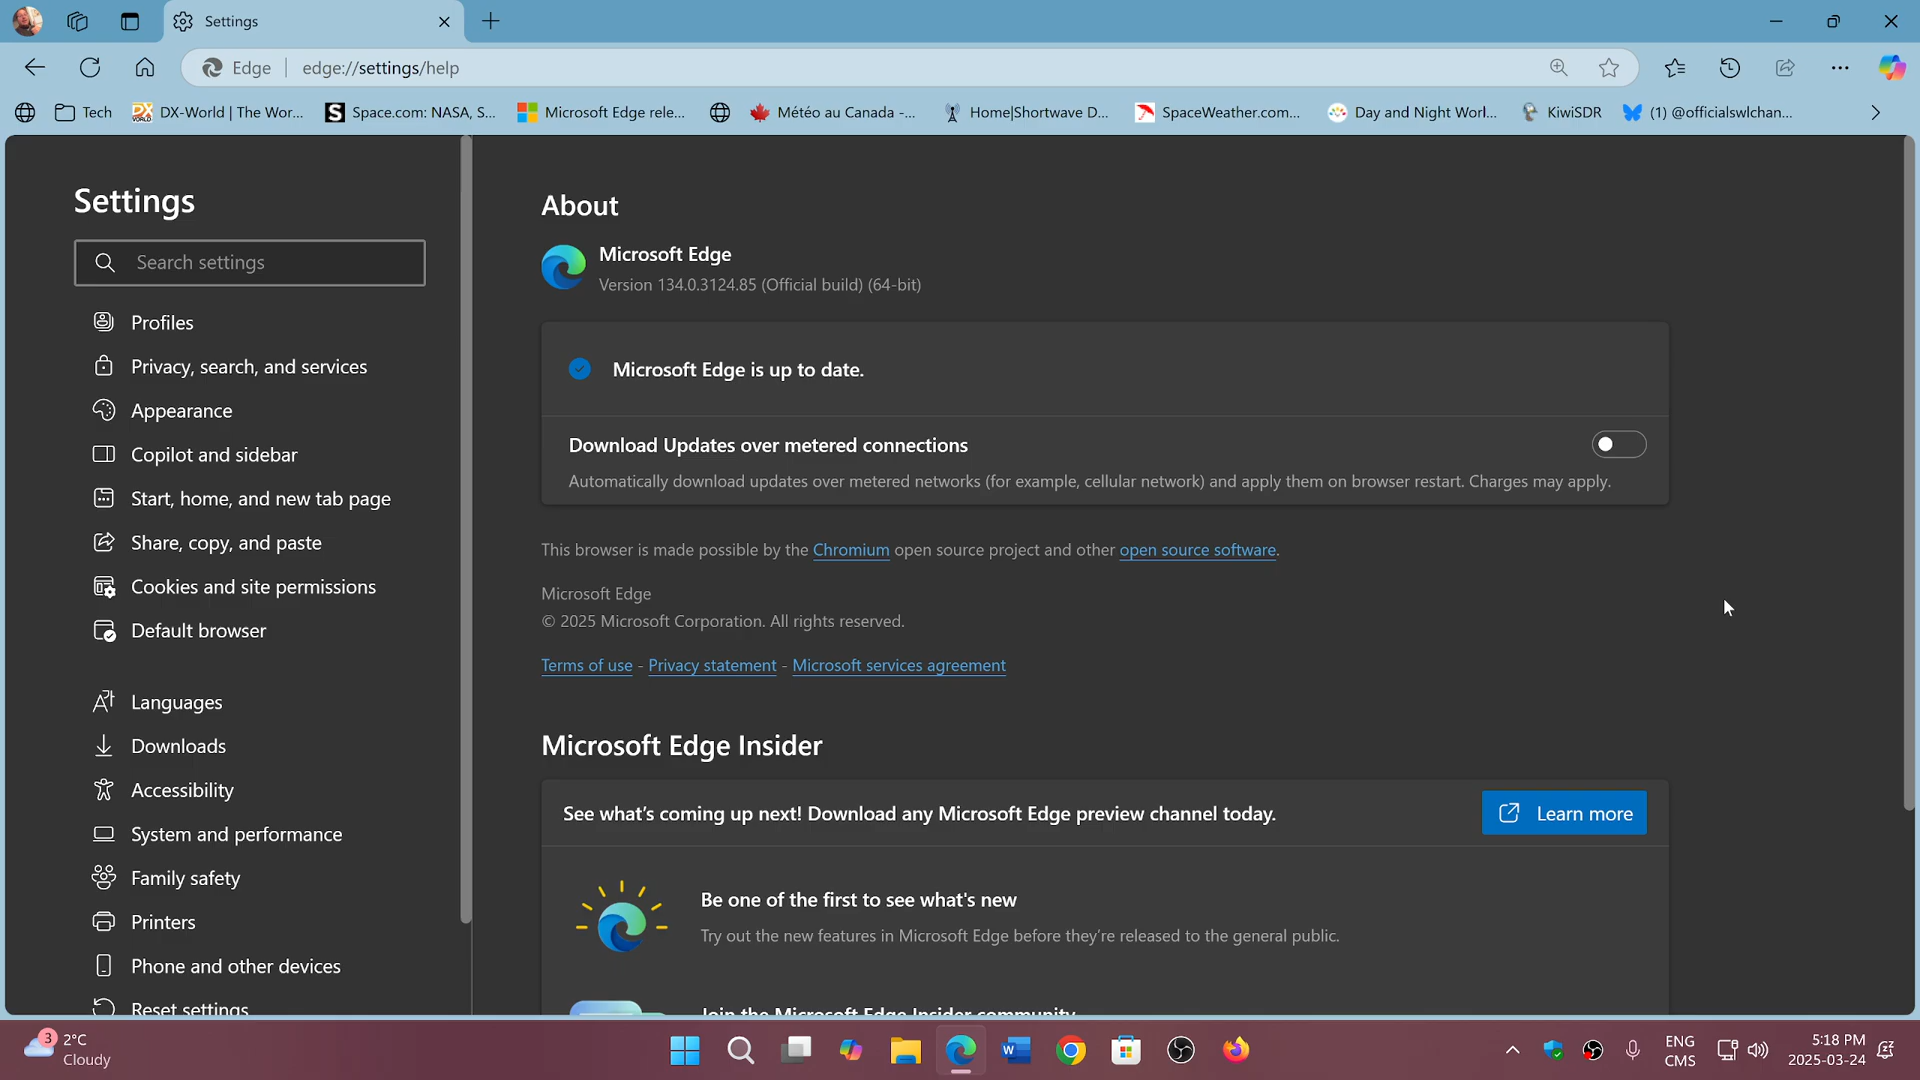 Settings
Edge
edge://settings/help
Tech
DX-World | The Wor...
Space.com: NASA, S...
Microsoft Edge rele...
Météo au Canada -...
Home|Shortwave D...
SpaceWeather.com...
Day and Night Worl...
KiwiSDR
(1) @officialswlchan...
Settings
Search settings
Profiles
Privacy, search, and services
Appearance
Copilot and sidebar
Start, home, and new tab page
Share, copy, and paste
Cookies and site permissions
Default browser
Languages
Downloads
Accessibility
System and performance
Family safety
Printers
Phone and other devices
Reset settings
About
Microsoft Edge
Version 134.0.3124.85 (Official build) (64-bit)
Microsoft Edge is up to date.
Download Updates over metered connections
Automatically download updates over metered networks (for example, cellular network) and apply them on browser restart. Charges may apply.
This browser is made possible by the Chromium open source project and other open source software.
Microsoft Edge
© 2025 Microsoft Corporation. All rights reserved.
Terms of use - Privacy statement - Microsoft services agreement
Microsoft Edge Insider
See what's coming up next! Download any Microsoft Edge preview channel today.
Learn more
Be one of the first to see what's new
Try out the new features in Microsoft Edge before they're released to the general public.
Join the Microsoft Edge Insider community
3
2°C
Cloudy
ENG
CMS
5:18 PM
2025-03-24